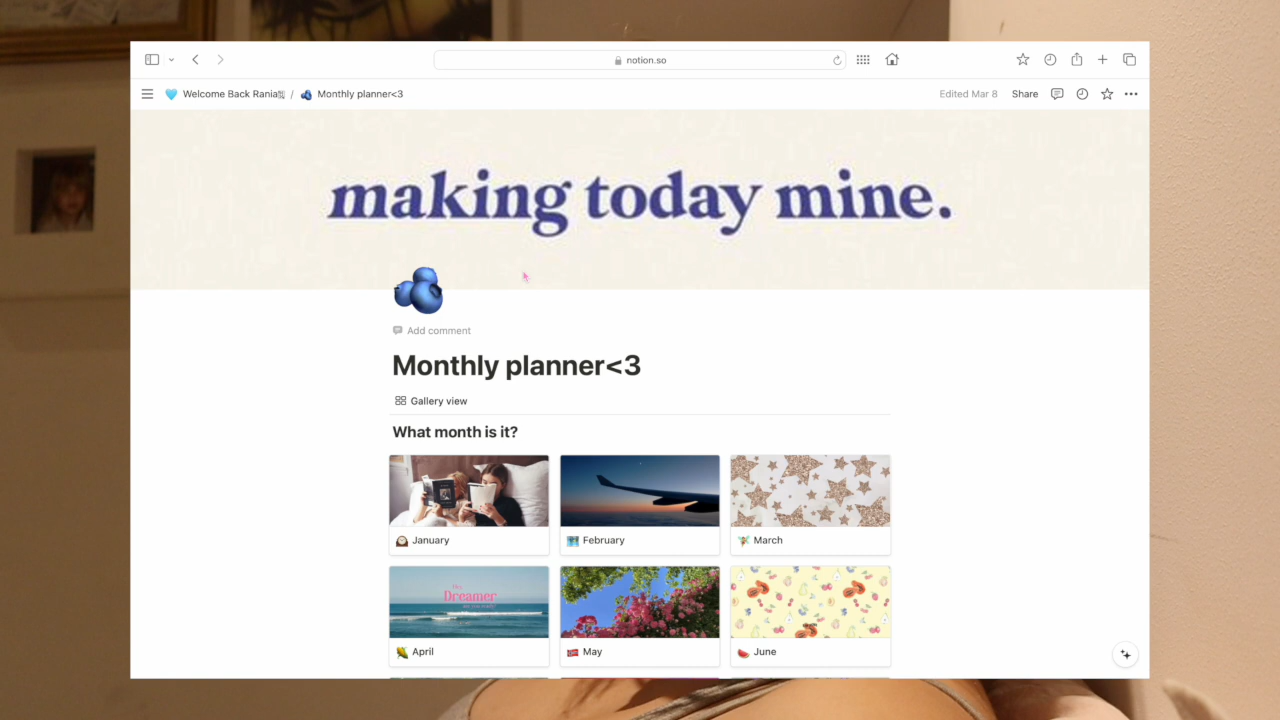 notion.so
Welcome Back Rania / Monthly planner<3
Edited Mar 8 Share
making today mine.
Add comment
Monthly planner<3
Gallery view
What month is it?
January
February
March
Dreamer
April
May
June